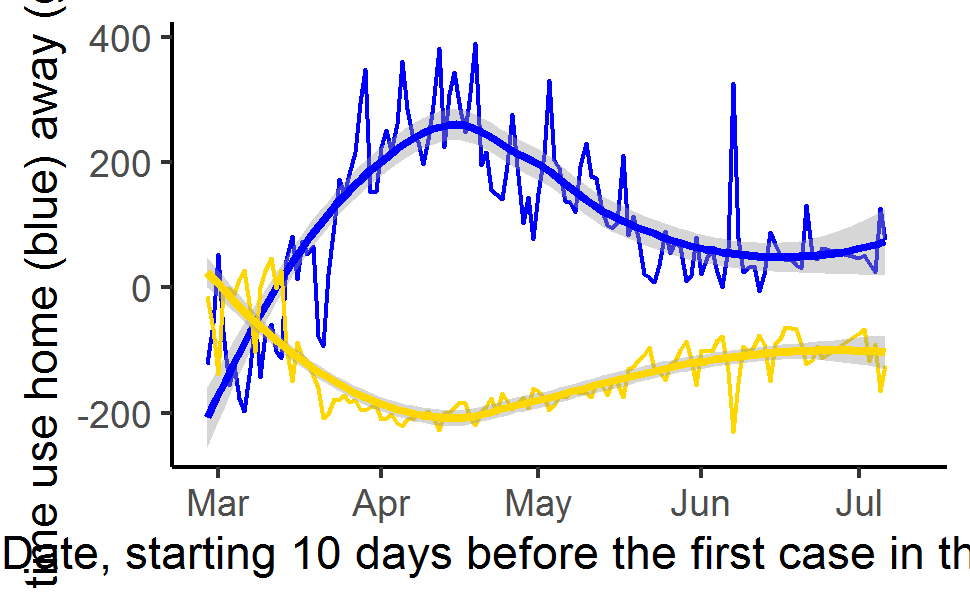 time use home (blue) away (
400
200
0
-200
Mar Apr May Jun Jul
Date, starting 10 days before the first case in th